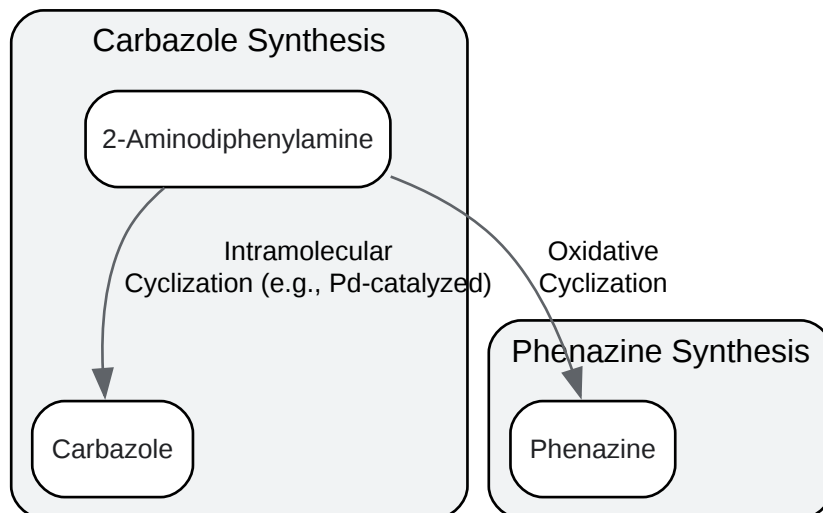 Carbazole Synthesis
2-Aminodiphenylamine
Intramolecular
Cyclization (e.g., Pd-catalyzed)
Oxidative
Cyclization
Phenazine Synthesis
Carbazole
Phenazine